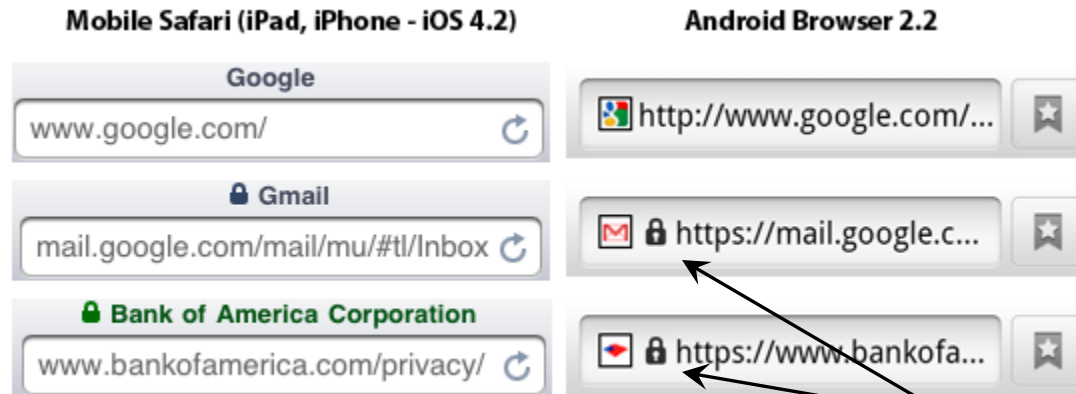 Mobile Safari (iPad, iPhone - iOS 4.2)
Android Browser 2.2
Google
www.google.com/
http://www.google.com/...
Gmail
mail.google.com/mail/mu/#tl/Inbox
https://mail.google.c...
Bank of America Corporation
www.bankofamerica.com/privacy/
https://www.bankofa...